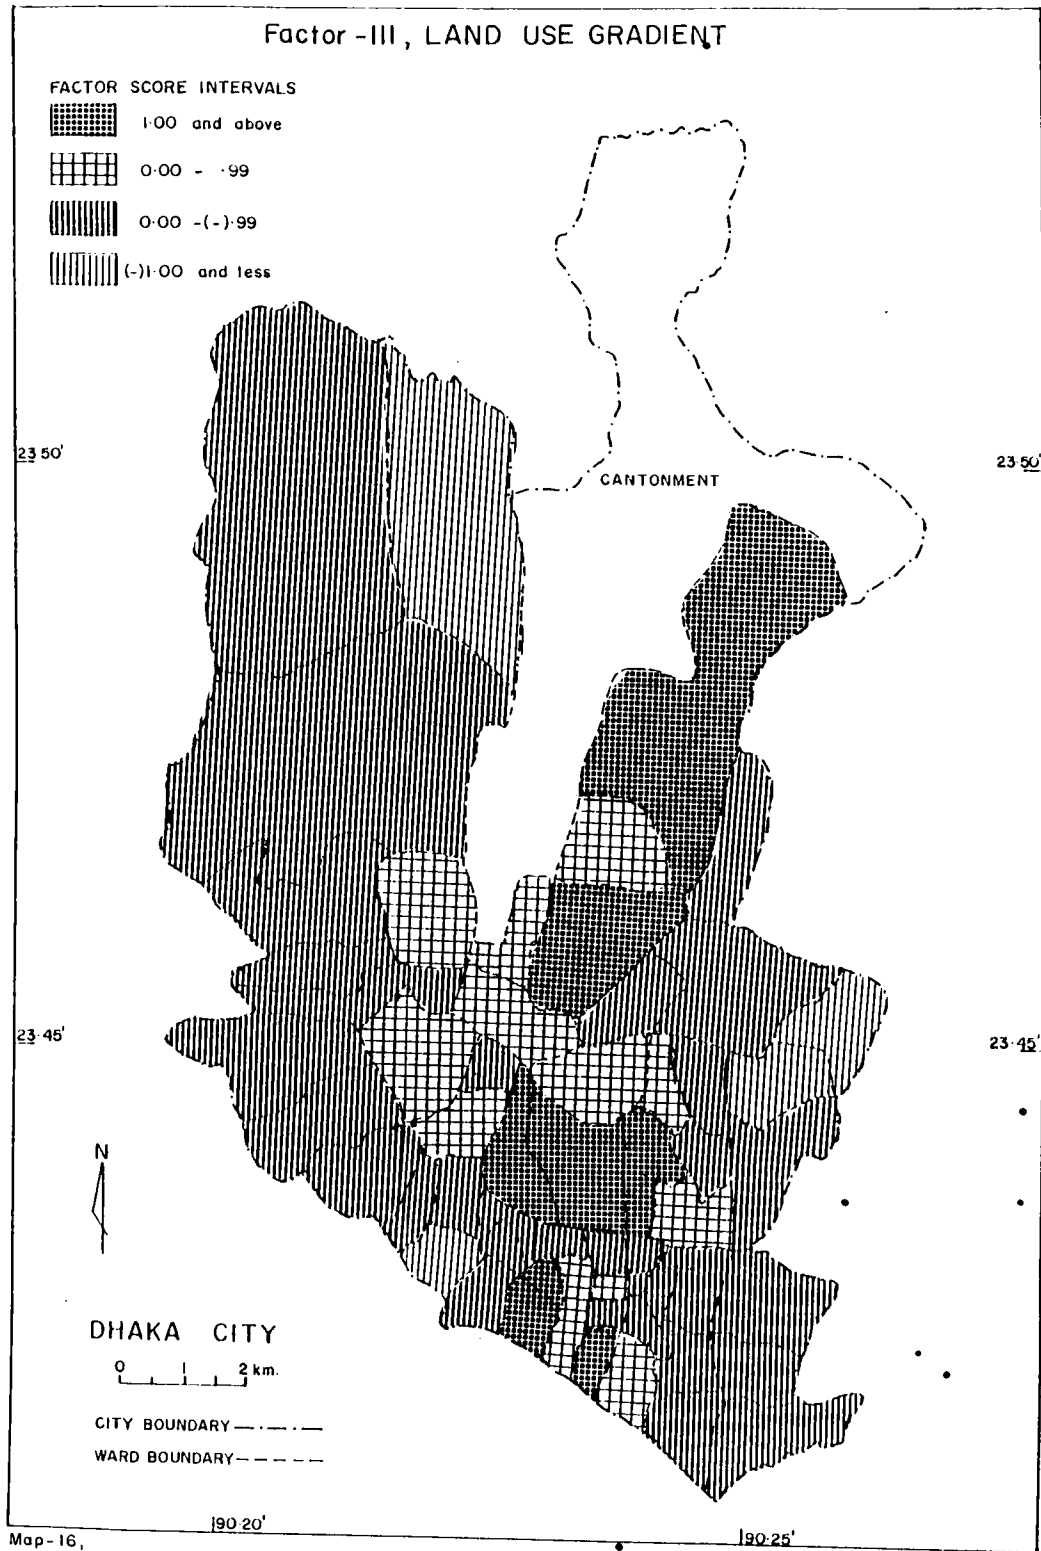 Factor-III, LAND USE GRADIENT
FACTOR SCORE INTERVALS
1·00 and above
0·00 - ·99
0·00 -(-)·99
(-)1·00 and less
23·50'
23·50'
CANTONMENT
23·45'
23·45'
N
DHAKA CITY
0 1 2 km.
CITY BOUNDARY
WARD BOUNDARY
90·20'
90·25'
Map-16,